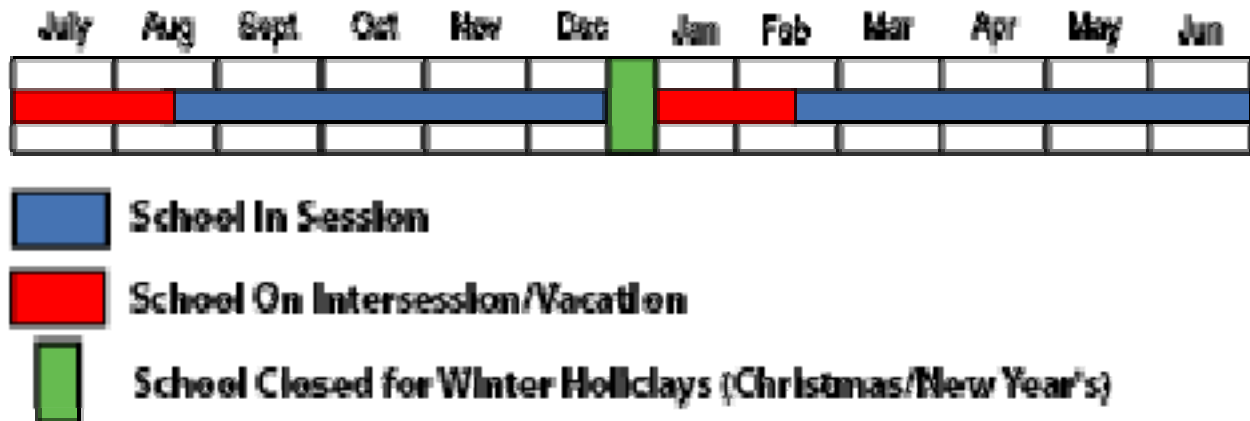 July Aug Sept Oct Nov Dec Jan Feb Mar Apr May Jun
School In Session
School On Intersession/Vacation
School Closed for Winter Holidays (Christmas/New Year's)